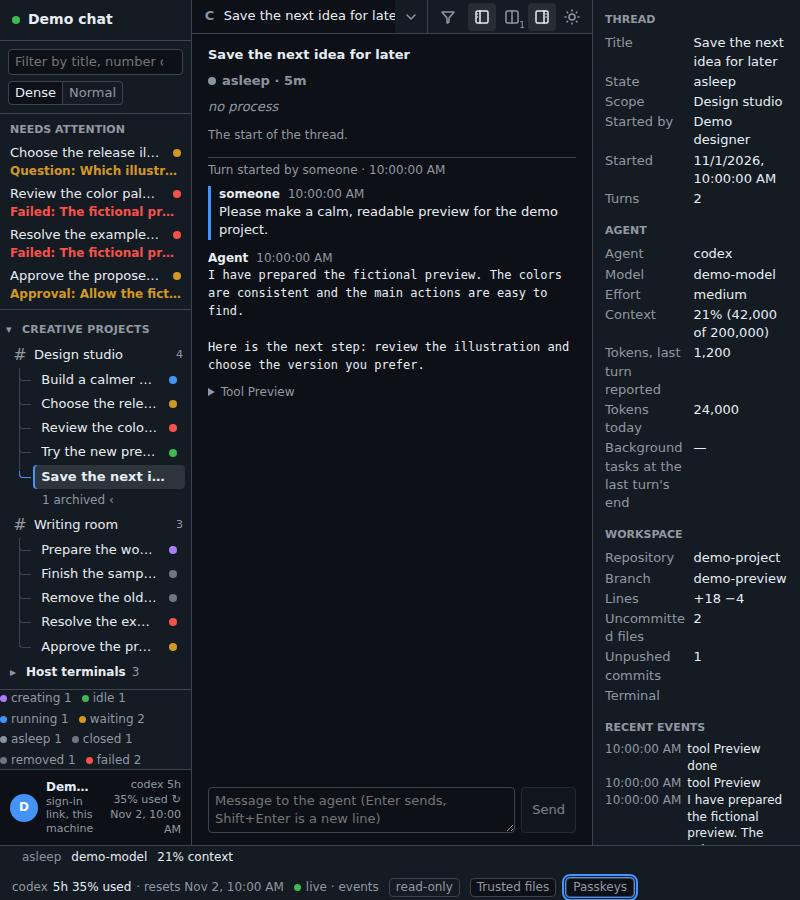 Demo chat
Filter by title, number o
Dense Normal
NEEDS ATTENTION
Choose the release il…
Question: Which illustr…
Review the color pal…
Failed: The fictional pr…
Resolve the example…
Failed: The fictional pr…
Approve the propose…
Approval: Allow the fict…
CREATIVE PROJECTS
# Design studio 4
Build a calmer …
Choose the rele…
Review the colo…
Try the new pre…
Save the next i…
1 archived ‹
# Writing room 3
Prepare the wo…
Finish the samp…
Remove the old…
Resolve the ex…
Approve the pr…
Host terminals 3
creating 1 idle 1
running 1 waiting 2
asleep 1 closed 1
removed 1 failed 2
D
Dem…
sign-in
link, this
machine
codex 5h
35% used ↻
Nov 2, 10:00
AM
C Save the next idea for late
1
Save the next idea for later
asleep · 5m
no process
The start of the thread.
Turn started by someone · 10:00:00 AM
someone 10:00:00 AM
Please make a calm, readable preview for the demo
project.
Agent 10:00:00 AM
I have prepared the fictional preview. The colors
are consistent and the main actions are easy to
find.
Here is the next step: review the illustration and
choose the version you prefer.
Tool Preview
Message to the agent (Enter sends,
Shift+Enter is a new line)
Send
THREAD
Title Save the next
idea for later
State asleep
Scope Design studio
Started by Demo
designer
Started 11/1/2026,
10:00:00 AM
Turns 2
AGENT
Agent codex
Model demo-model
Effort medium
Context 21% (42,000
of 200,000)
Tokens, last 1,200
turn
reported
Tokens 24,000
today
Background —
tasks at the
last turn's
end
WORKSPACE
Repository demo-project
Branch demo-preview
Lines +18 −4
Uncommitte 2
d files
Unpushed 1
commits
Terminal
RECENT EVENTS
10:00:00 AM tool Preview
done
10:00:00 AM tool Preview
10:00:00 AM I have prepared
the fictional
preview. The
asleep demo-model 21% context
codex 5h 35% used · resets Nov 2, 10:00 AM live · events read-only Trusted files Passkeys